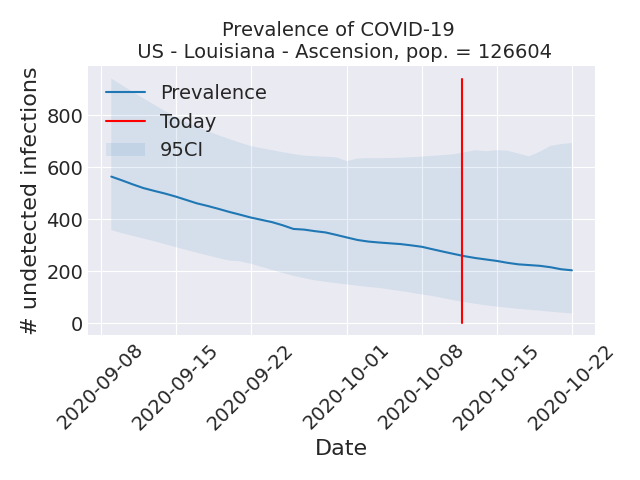 Prevalence of COVID-19
US - Louisiana - Ascension, pop. = 126604
# undetected infections
800
600
400
200
0
Prevalence
Today
95CI
2020-09-08
2020-09-15
2020-09-22
2020-10-01
2020-10-08
2020-10-15
2020-10-22
Date